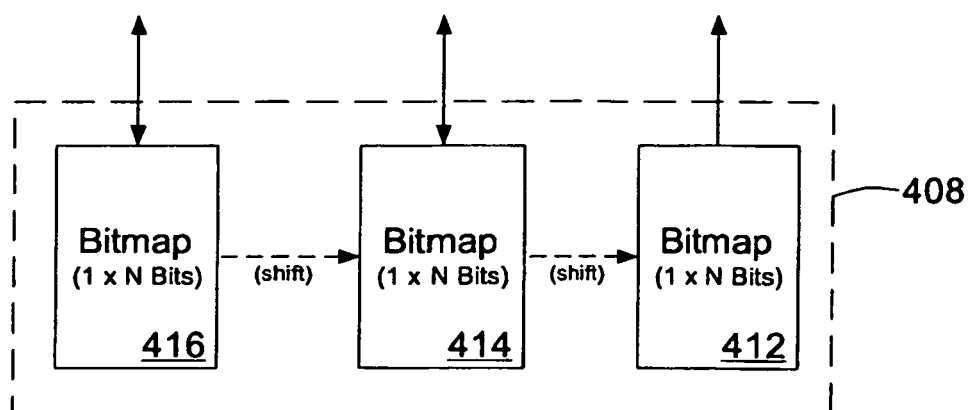 408
Bitmap
(1 x N Bits)
416
(shift)
Bitmap
(1 x N Bits)
414
(shift)
Bitmap
(1 x N Bits)
412